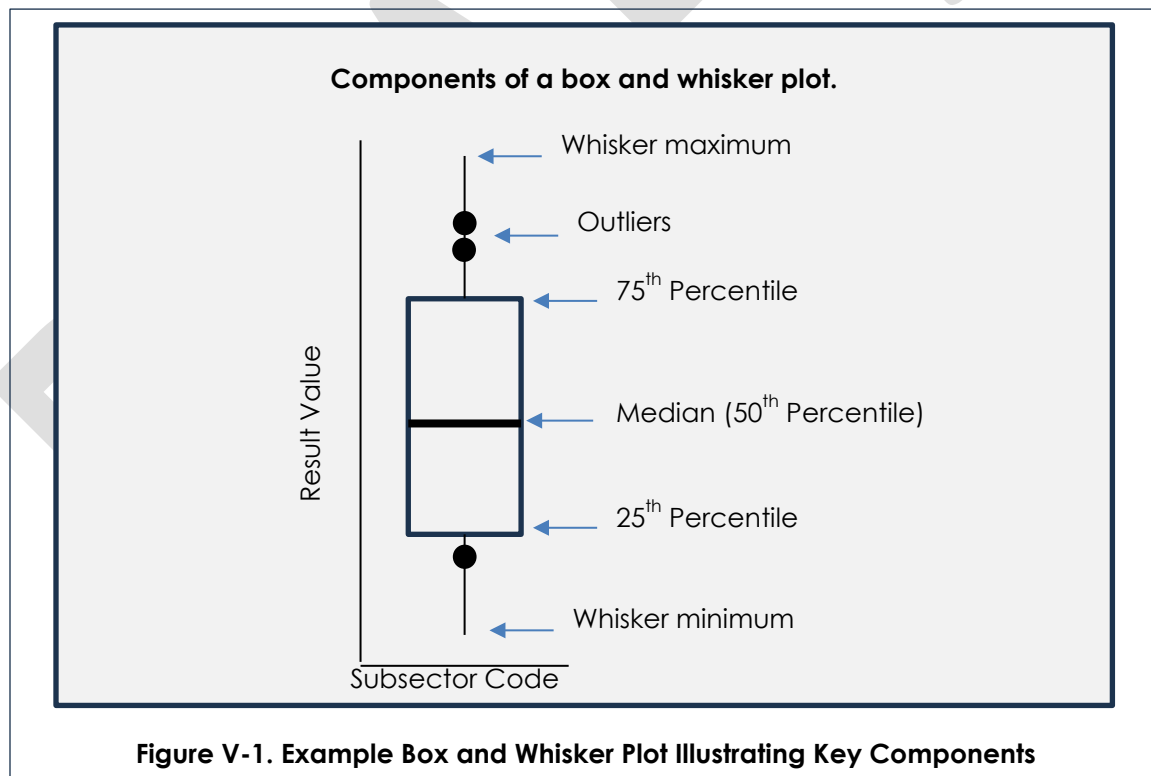 Components of a box and whisker plot.
Whisker maximum
Outliers
75th Percentile
Result Value
Median (50th Percentile)
25th Percentile
Whisker minimum
Subsector Code
Figure V-1. Example Box and Whisker Plot Illustrating Key Components